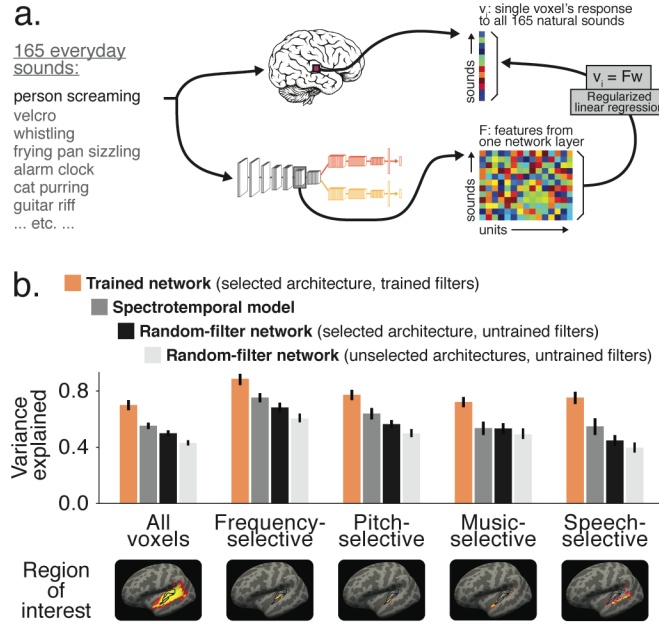 a.
165 everyday
sounds:
person screaming
velcro
whistling
frying pan sizzling
alarm clock
cat purring
guitar riff
... etc. ...
vᵢ: single voxel's response
to all 165 natural sounds
sounds
vᵢ = Fw
Regularized
linear regression
F: features from
one network layer
sounds
units
b.
Trained network (selected architecture, trained filters)
Spectrotemporal model
Random-filter network (selected architecture, untrained filters)
Random-filter network (unselected architectures, untrained filters)
Variance
explained
0.8
0.4
0.0
All
voxels
Frequency-
selective
Pitch-
selective
Music-
selective
Speech-
selective
Region
of
interest